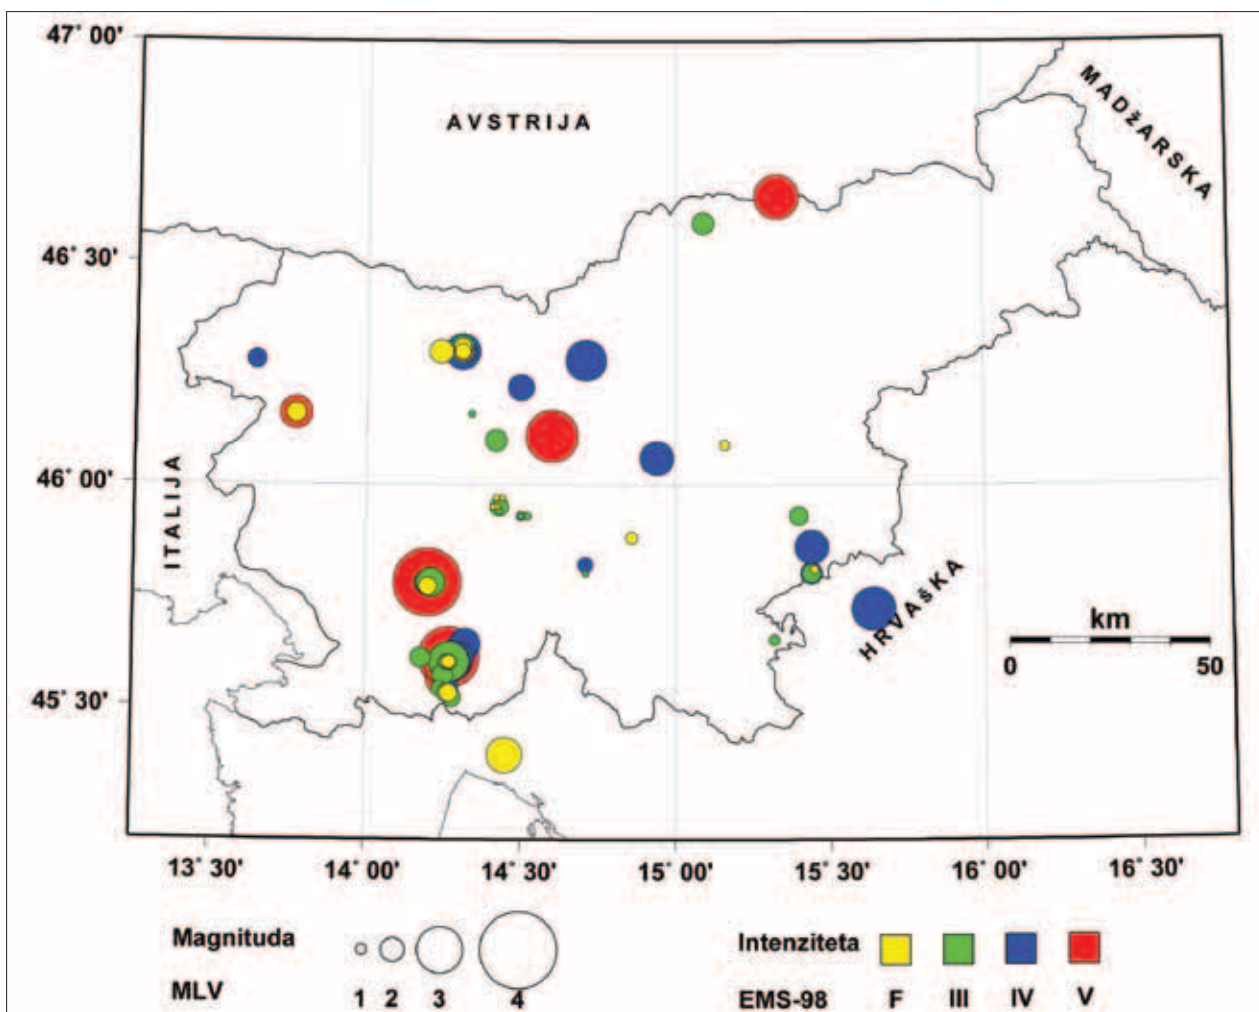 47° 00'
46° 30'
46° 00'
45° 30'
AVSTRIJA
MADžARSKA
ITALIJA
HRVAšKA
km
0 50
13° 30' 14° 00' 14° 30' 15° 00' 15° 30' 16° 00' 16° 30'
Magnituda
MLV 1 2 3 4
Intenziteta
EMS-98 F III IV V